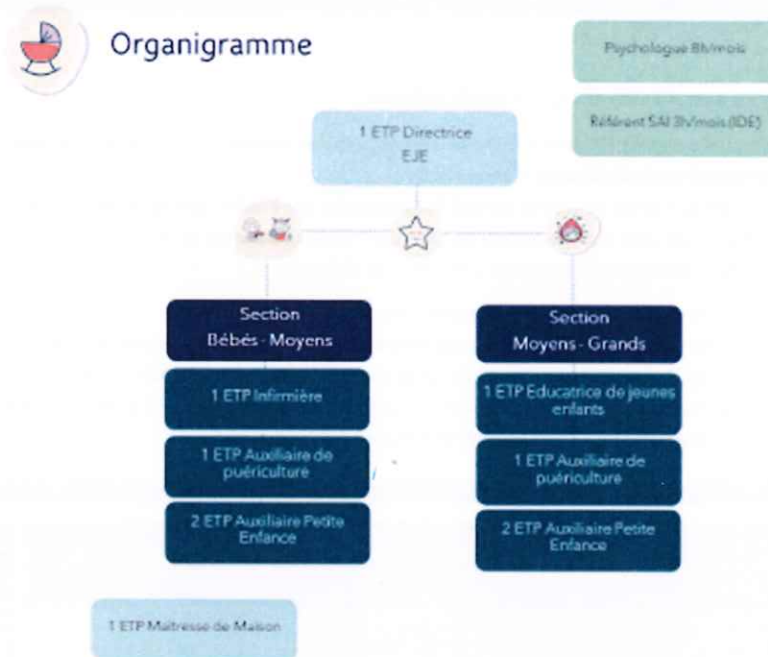 Organigramme
Psychologue 8h/mois
Référent SAI 3h/mois (IDE)
1 ETP Directrice
EJE
Section
Bébés - Moyens
1 ETP Infirmière
1 ETP Auxiliaire de
puériculture
2 ETP Auxiliaire Petite
Enfance
Section
Moyens - Grands
1 ETP Educatrice de jeunes
enfants
1 ETP Auxiliaire de
puériculture
2 ETP Auxiliaire Petite
Enfance
1 ETP Maîtresse de Maison